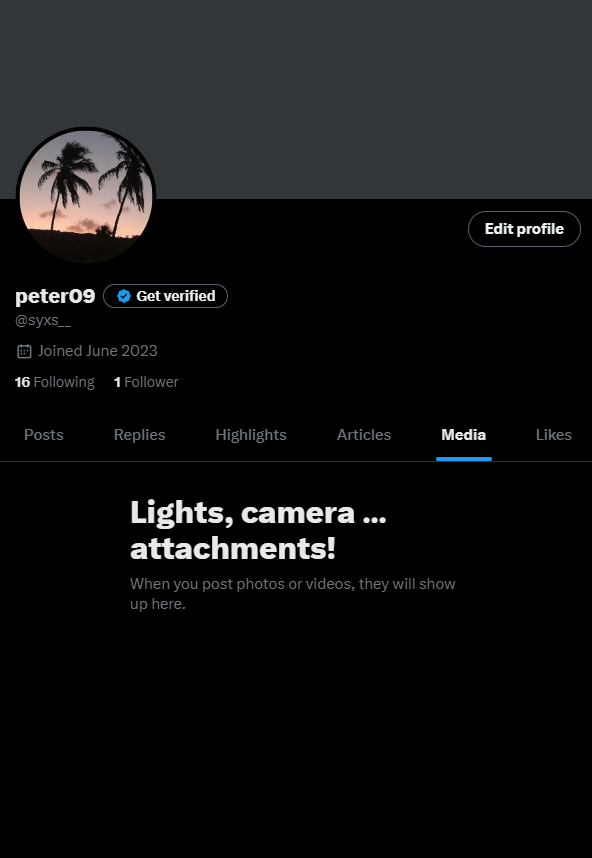 Edit profile
peter09 Get verified
@syxs__
Joined June 2023
16 Following 1 Follower
Posts Replies Highlights Articles Media Likes
Lights, camera ...
attachments!
When you post photos or videos, they will show
up here.